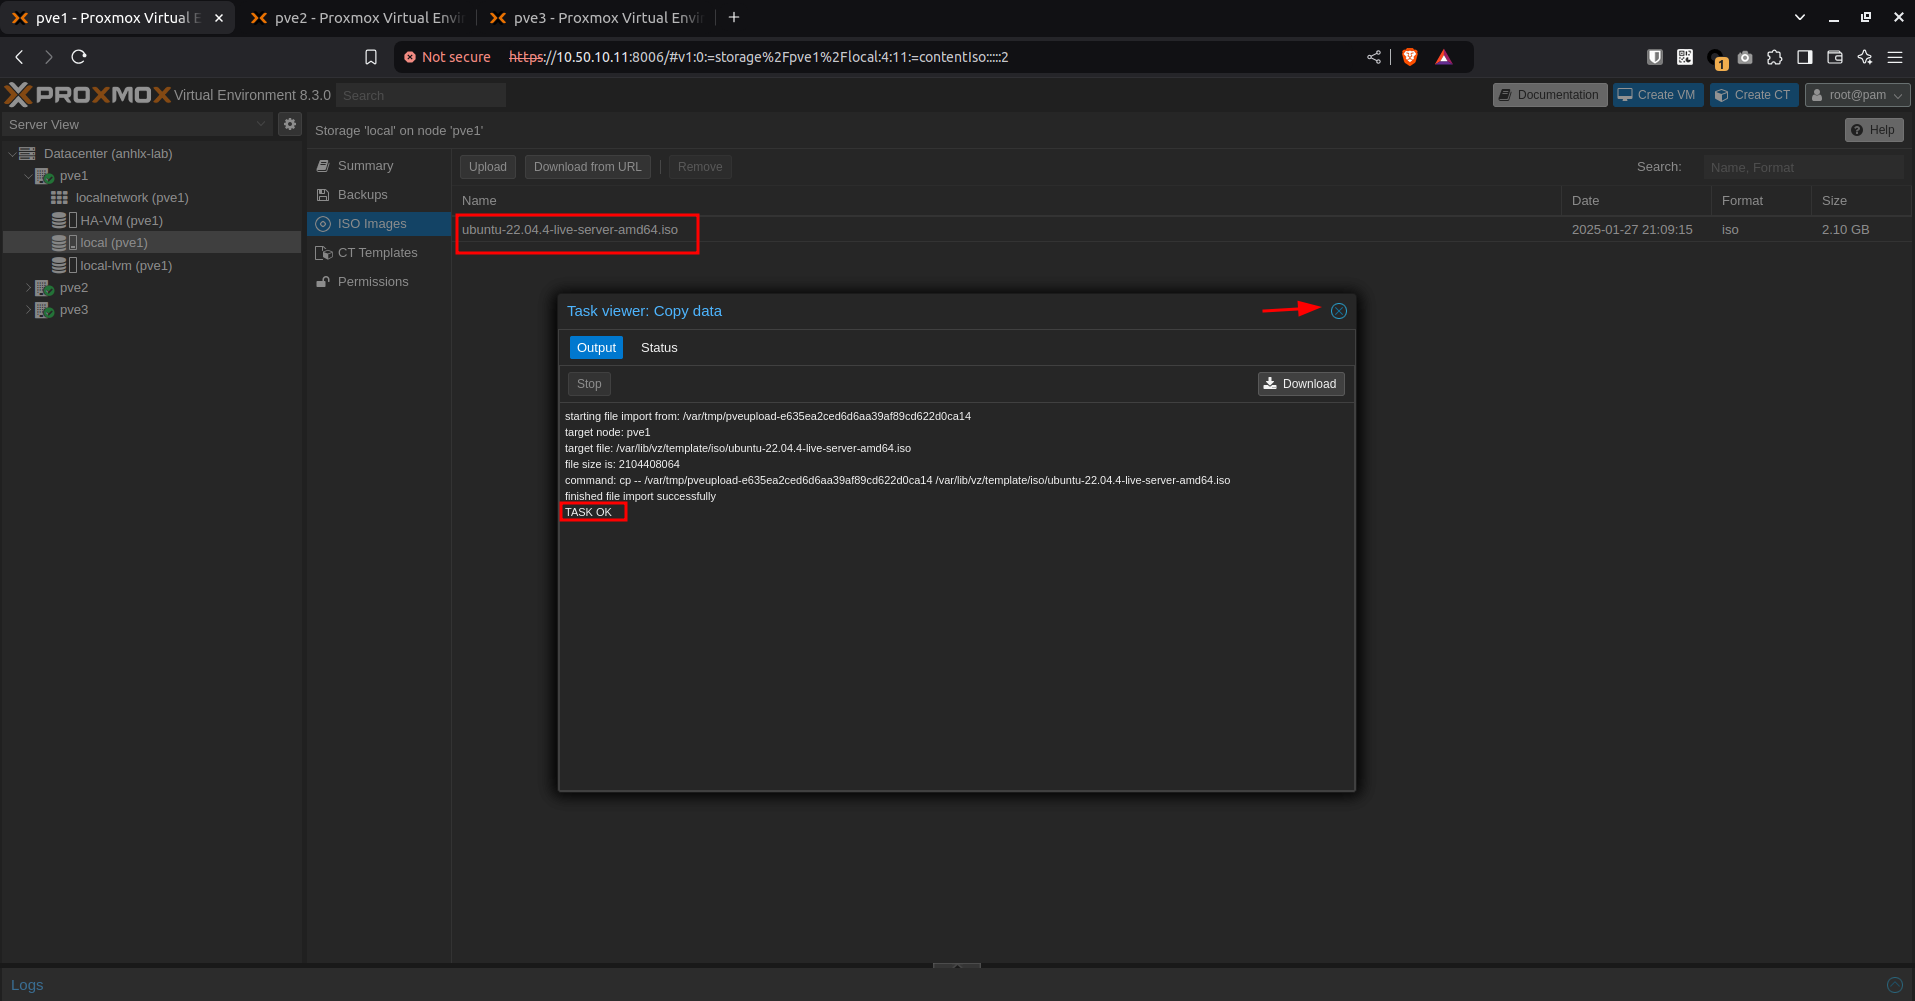 pve1 - Proxmox Virtual E
pve2 - Proxmox Virtual Envi
pve3 - Proxmox Virtual Envir
Not secure https://10.50.10.11:8006/#v1:0:=storage%2Fpve1%2Flocal:4:11:=contentIso:::::2
1
PROXMOX Virtual Environment 8.3.0 Search
Documentation Create VM Create CT root@pam
Server View
Storage 'local' on node 'pve1'
Help
Datacenter (anhlx-lab)
pve1
localnetwork (pve1)
HA-VM (pve1)
local (pve1)
local-lvm (pve1)
pve2
pve3
Summary
Backups
ISO Images
CT Templates
Permissions
Upload Download from URL Remove Search: Name, Format
Name Date Format Size
ubuntu-22.04.4-live-server-amd64.iso 2025-01-27 21:09:15 iso 2.10 GB
Task viewer: Copy data
Output Status
Stop Download
starting file import from: /var/tmp/pveupload-e635ea2ced6d6aa39af89cd622d0ca14
target node: pve1
target file: /var/lib/vz/template/iso/ubuntu-22.04.4-live-server-amd64.iso
file size is: 2104408064
command: cp -- /var/tmp/pveupload-e635ea2ced6d6aa39af89cd622d0ca14 /var/lib/vz/template/iso/ubuntu-22.04.4-live-server-amd64.iso
finished file import successfully
TASK OK
Logs